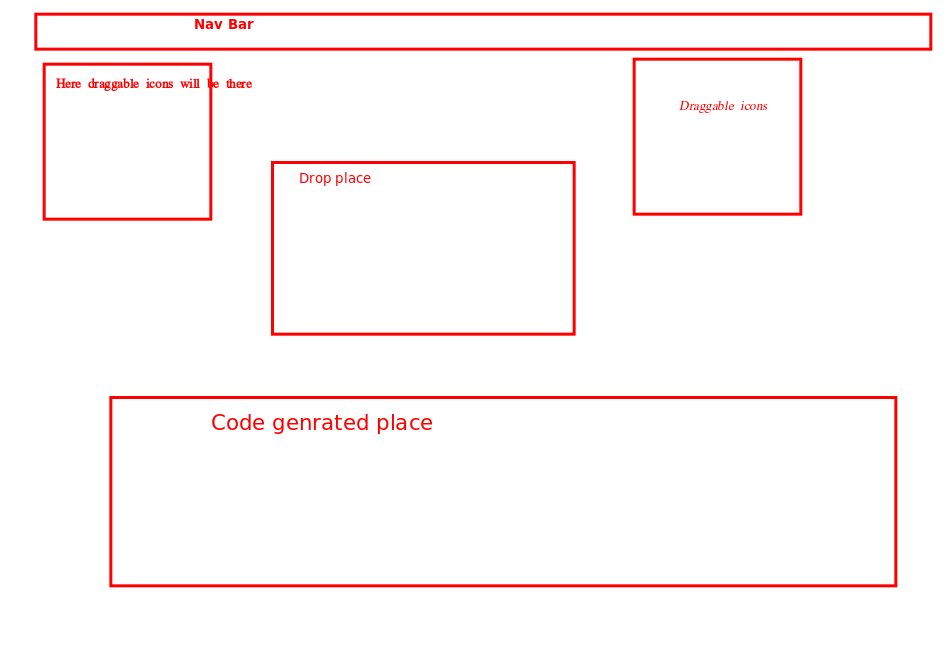 Nav Bar
Here draggable icons will be there
Draggable icons
Drop place
Code genrated place